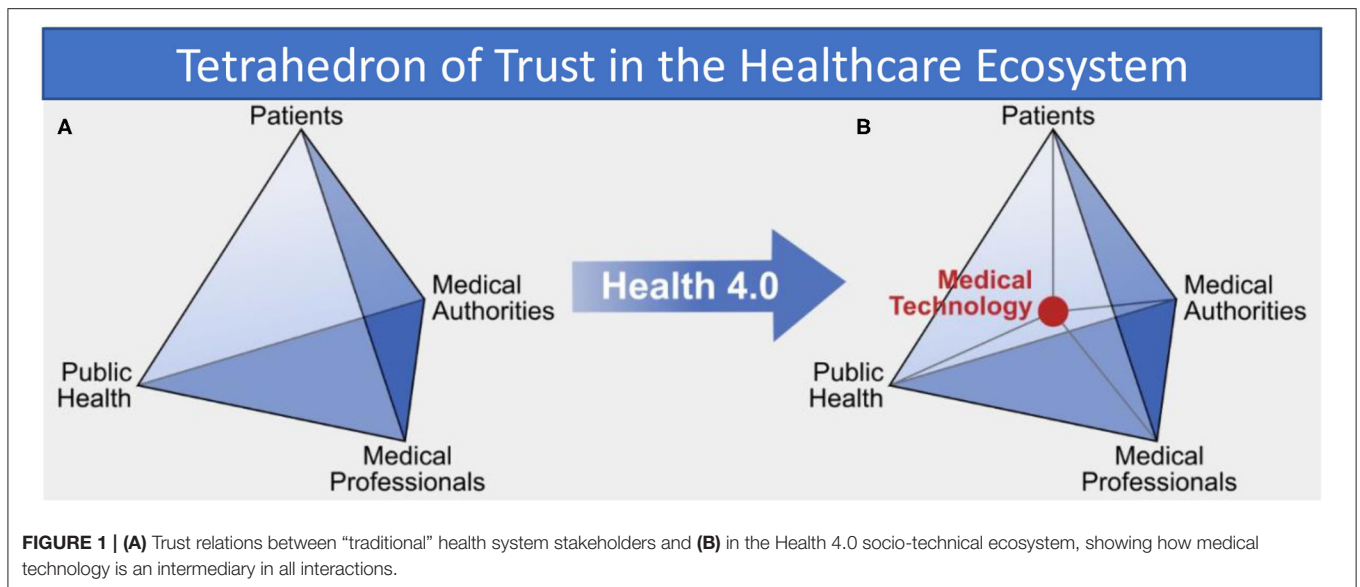 Tetrahedron of Trust in the Healthcare Ecosystem
A
Patients
Medical
Authorities
Public
Health
Medical
Professionals
Health 4.0
B
Patients
Medical
Technology
Medical
Authorities
Public
Health
Medical
Professionals
FIGURE 1 | (A) Trust relations between “traditional” health system stakeholders and (B) in the Health 4.0 socio-technical ecosystem, showing how medical
technology is an intermediary in all interactions.